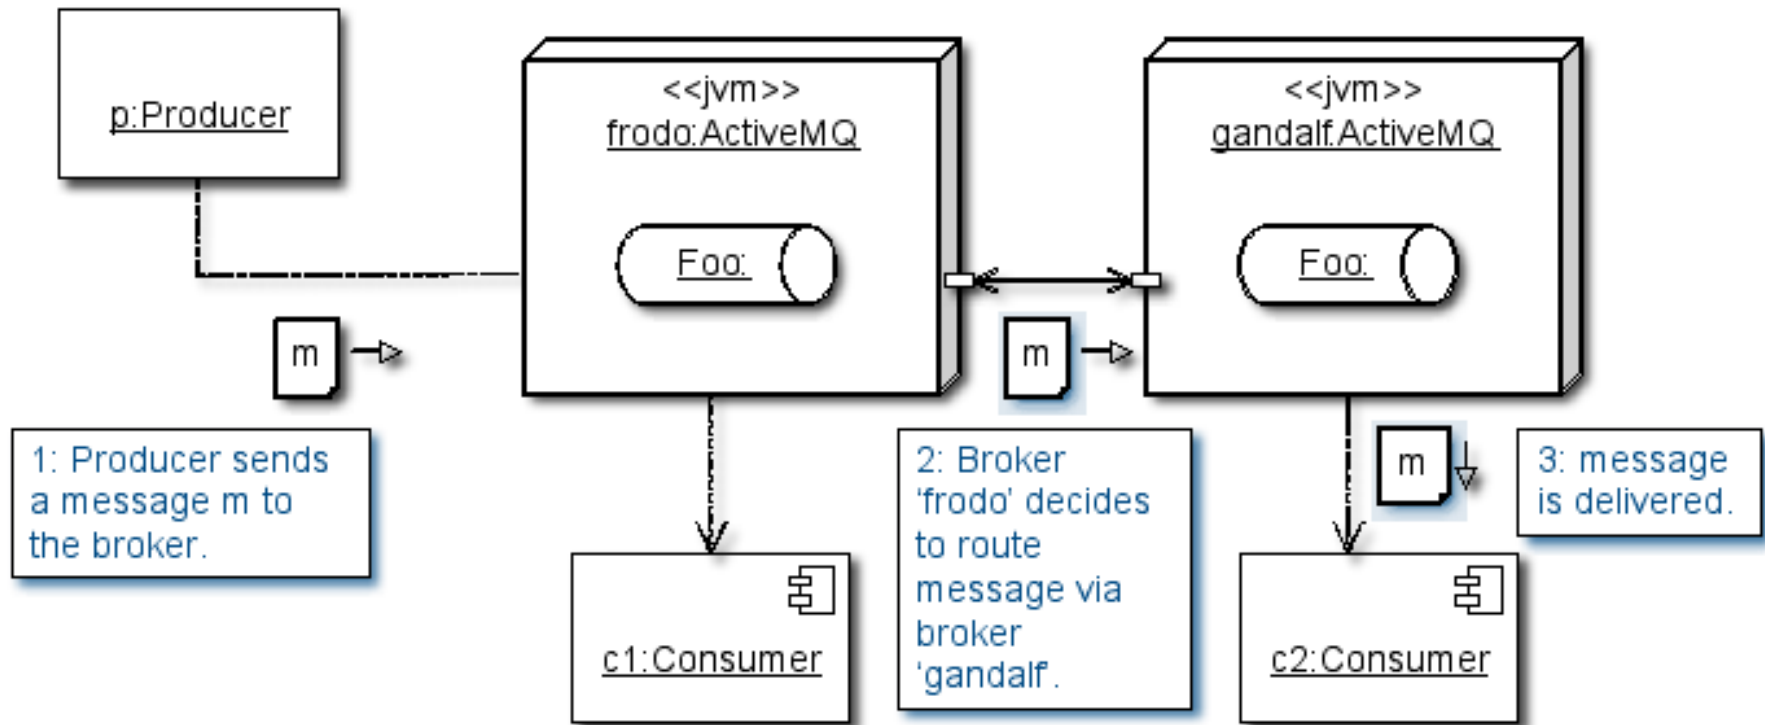 p:Producer
<<jvm>>
frodo:ActiveMQ
Foo:
<<jvm>>
gandalf:ActiveMQ
Foo:
m
m
1: Producer sends
a message m to
the broker.
2: Broker
'frodo' decides
to route
message via
broker
'gandalf'.
m
3: message
is delivered.
c1:Consumer
c2:Consumer